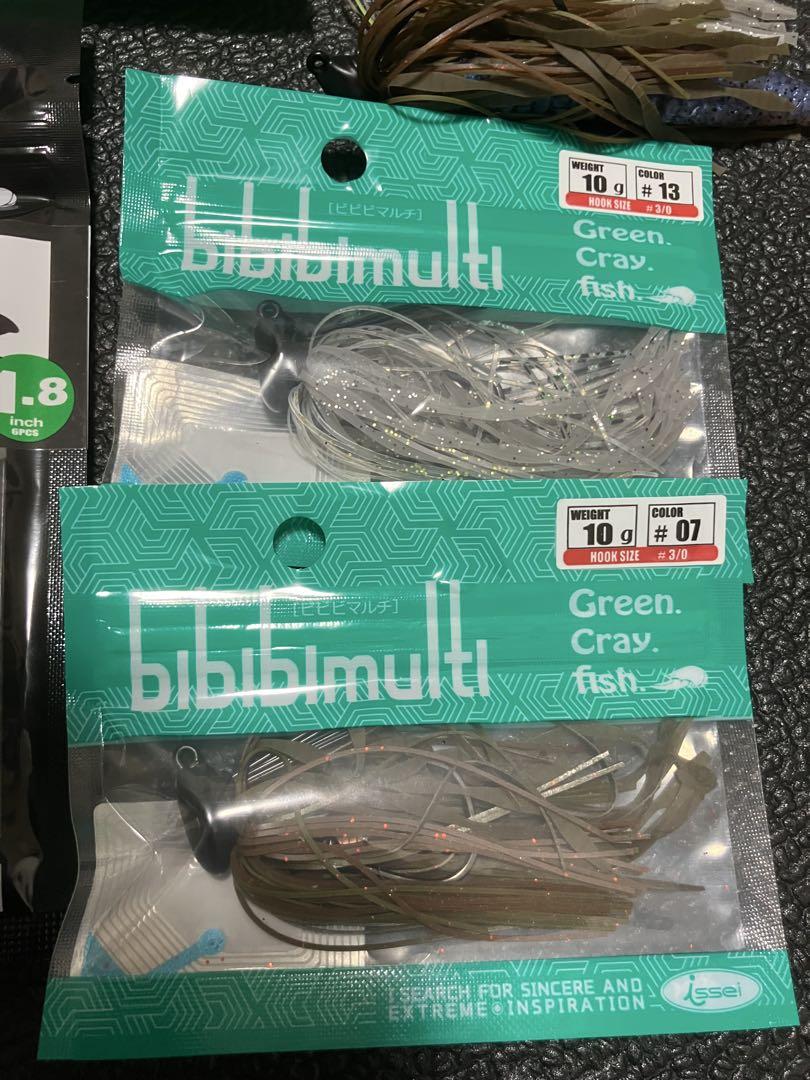 WEIGHT COLOR
10 g # 13
HOOK SIZE # 3/0
[ビビビマルチ]
bibibimulti
Green.
Cray.
fish.
1.8
inch
6PCS
WEIGHT COLOR
10 g # 07
HOOK SIZE # 3/0
[ビビビマルチ]
bibibimulti
Green.
Cray.
fish.
I SEARCH FOR SINCERE AND
EXTREME INSPIRATION
issei